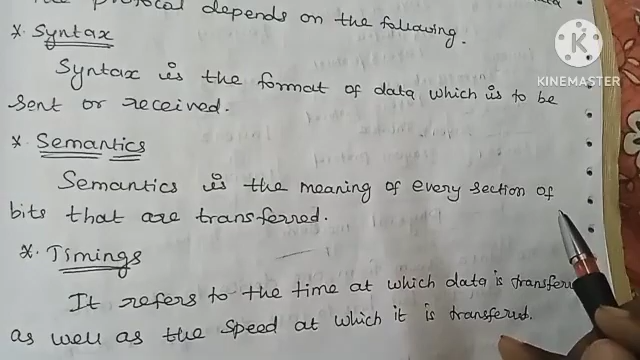 The protocol depends on the following.
* Syntax
Syntax is the format of data which is to be
sent or received.
* Semantics
Semantics is the meaning of every section of
bits that are transferred.
* Timings
It refers to the time at which data is transfer
as well as the speed at which it is transferred.
KINEMASTER